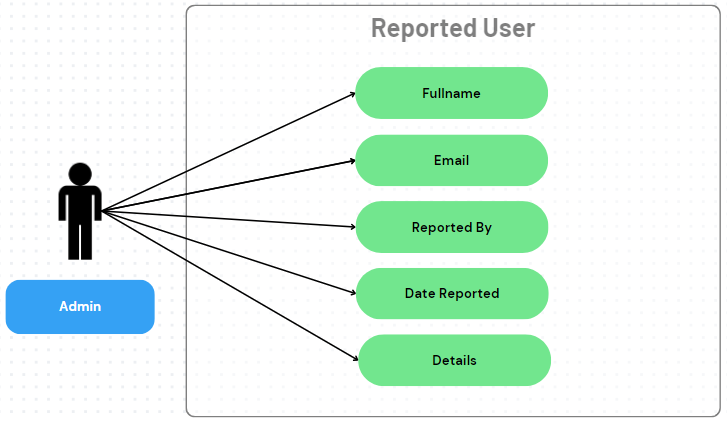 Reported User
Fullname
Email
Reported By
Date Reported
Details
Admin